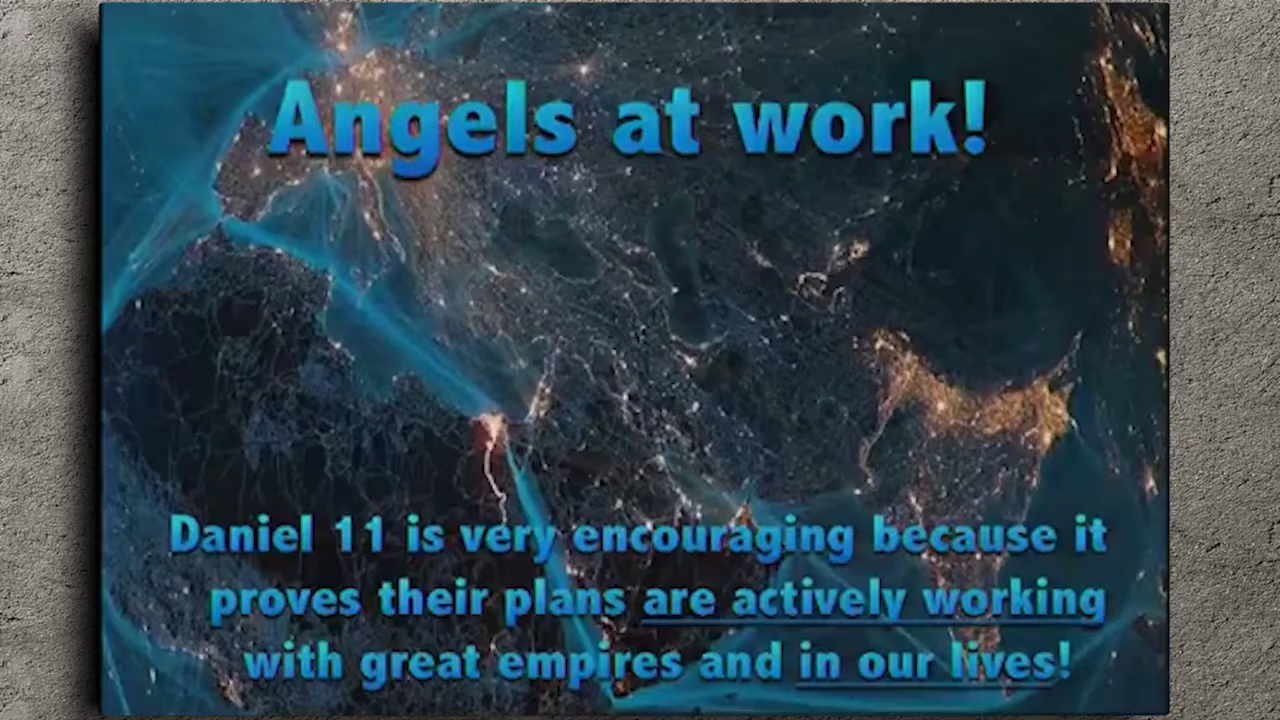 Angels at work!
Daniel 11 is very encouraging because it
proves their plans are actively working
with great empires and in our lives!